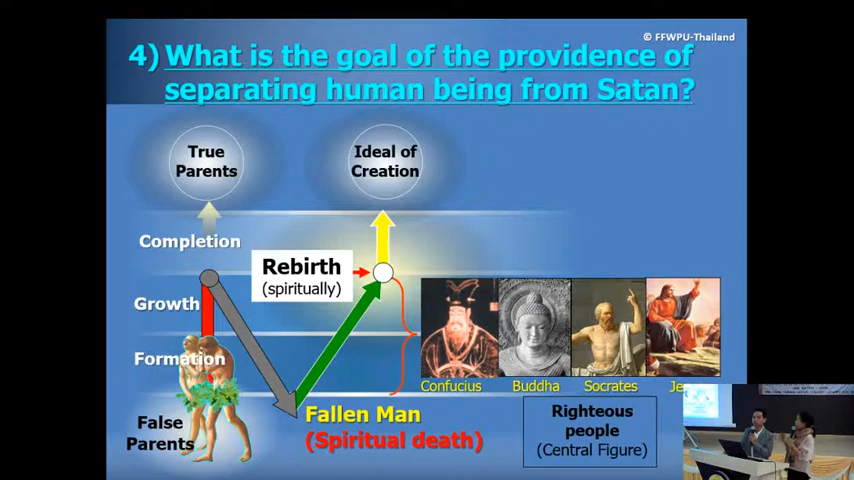 © FFWPU-Thailand
4) What is the goal of the providence of
separating human being from Satan?
True
Parents
Ideal of
Creation
Completion
Rebirth
(spiritually)
Growth
Formation
Confucius
Buddha
Socrates
Je
False
Parents
Fallen Man
(Spiritual death)
Righteous
people
(Central Figure)